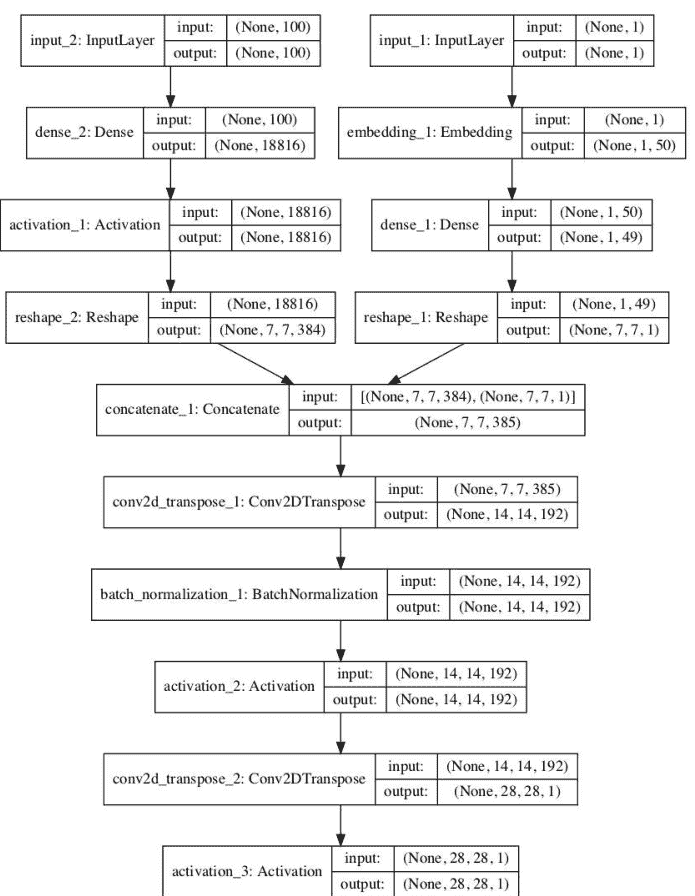 input_2: InputLayer
input: (None, 100)
output: (None, 100)
input_1: InputLayer
input: (None, 1)
output: (None, 1)
dense_2: Dense
input: (None, 100)
output: (None, 18816)
embedding_1: Embedding
input: (None, 1)
output: (None, 1, 50)
activation_1: Activation
input: (None, 18816)
output: (None, 18816)
dense_1: Dense
input: (None, 1, 50)
output: (None, 1, 49)
reshape_2: Reshape
input: (None, 18816)
output: (None, 7, 7, 384)
reshape_1: Reshape
input: (None, 1, 49)
output: (None, 7, 7, 1)
concatenate_1: Concatenate
input: [(None, 7, 7, 384), (None, 7, 7, 1)]
output: (None, 7, 7, 385)
conv2d_transpose_1: Conv2DTranspose
input: (None, 7, 7, 385)
output: (None, 14, 14, 192)
batch_normalization_1: BatchNormalization
input: (None, 14, 14, 192)
output: (None, 14, 14, 192)
activation_2: Activation
input: (None, 14, 14, 192)
output: (None, 14, 14, 192)
conv2d_transpose_2: Conv2DTranspose
input: (None, 14, 14, 192)
output: (None, 28, 28, 1)
activation_3: Activation
input: (None, 28, 28, 1)
output: (None, 28, 28, 1)